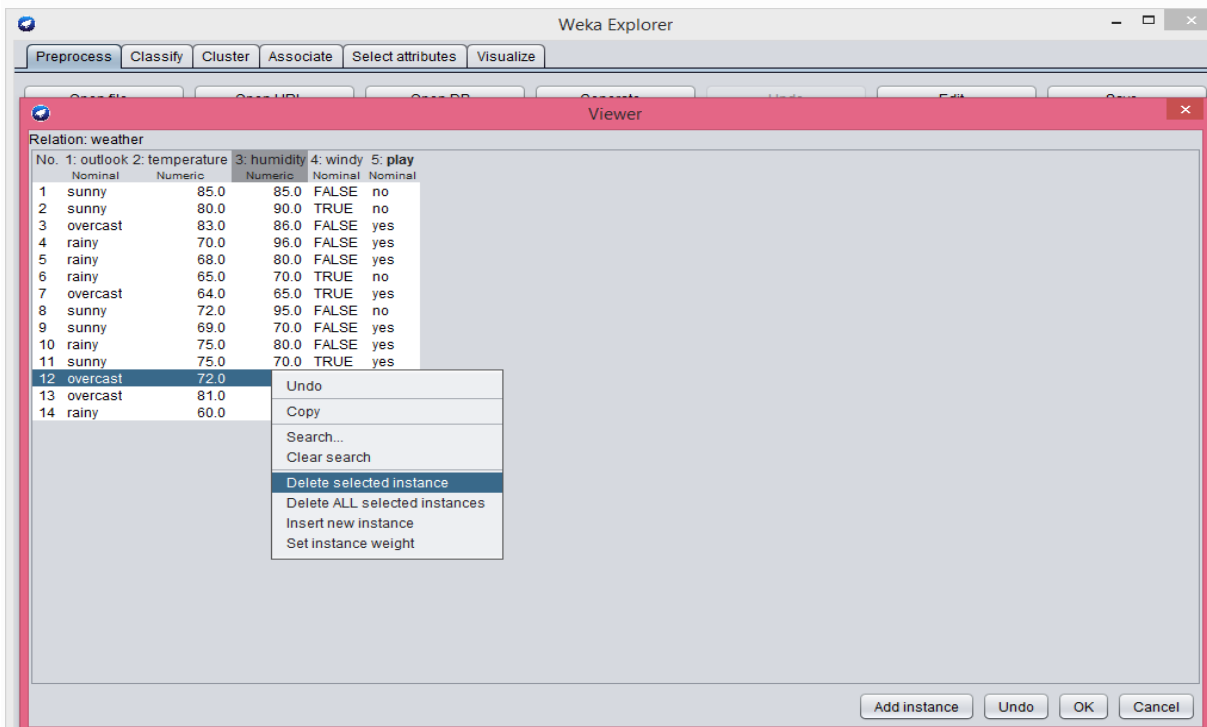 Weka Explorer
Preprocess Classify Cluster Associate Select attributes Visualize
Viewer
Relation: weather
No. 1: outlook 2: temperature 3: humidity 4: windy 5: play
Nominal Numeric Numeric Nominal Nominal
1 sunny 85.0 85.0 FALSE no
2 sunny 80.0 90.0 TRUE no
3 overcast 83.0 86.0 FALSE yes
4 rainy 70.0 96.0 FALSE yes
5 rainy 68.0 80.0 FALSE yes
6 rainy 65.0 70.0 TRUE no
7 overcast 64.0 65.0 TRUE yes
8 sunny 72.0 95.0 FALSE no
9 sunny 69.0 70.0 FALSE yes
10 rainy 75.0 80.0 FALSE yes
11 sunny 75.0 70.0 TRUE yes
12 overcast 72.0
13 overcast 81.0
14 rainy 60.0
Undo
Copy
Search...
Clear search
Delete selected instance
Delete ALL selected instances
Insert new instance
Set instance weight
Add instance Undo OK Cancel